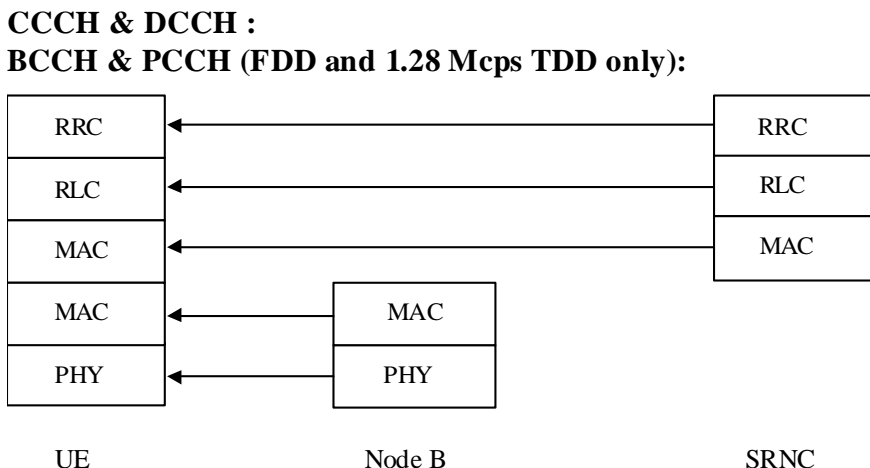 CCCH & DCCH :
BCCH & PCCH (FDD and 1.28 Mcps TDD only):
RRC RRC
RLC RLC
MAC MAC
MAC MAC
PHY PHY
UE Node B SRNC